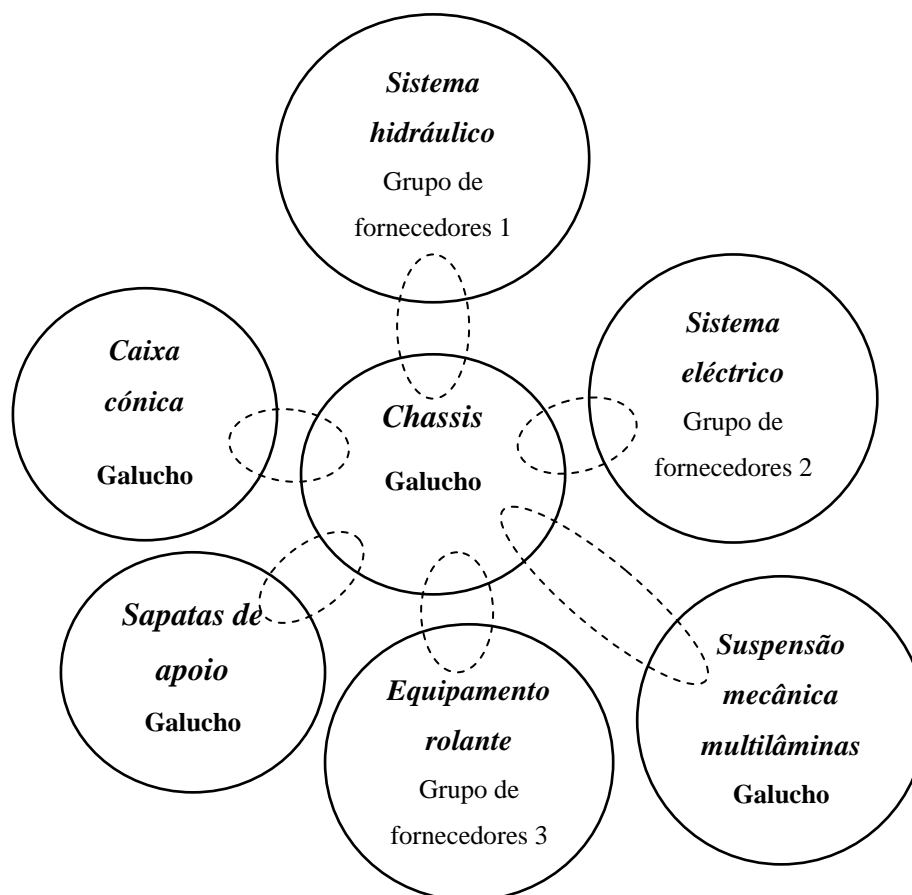 Sistema
hidráulico
Grupo de
fornecedores 1
Sistema
eléctrico
Grupo de
fornecedores 2
Caixa
cónica
Galucho
Chassis
Galucho
Sapatas de
apoio
Galucho
Equipamento
rolante
Grupo de
fornecedores 3
Suspensão
mecânica
multilâminas
Galucho